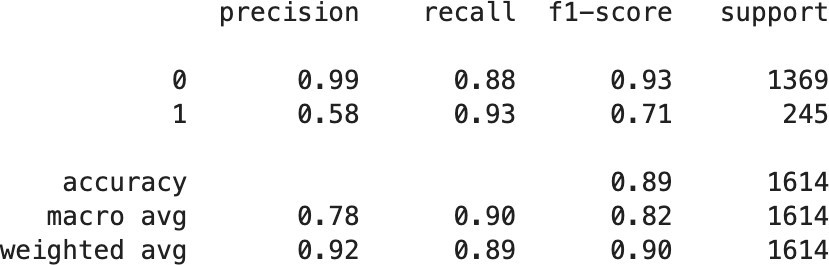 precision recall f1-score support
0 0.99 0.88 0.93 1369
1 0.58 0.93 0.71 245
accuracy 0.89 1614
macro avg 0.78 0.90 0.82 1614
weighted avg 0.92 0.89 0.90 1614